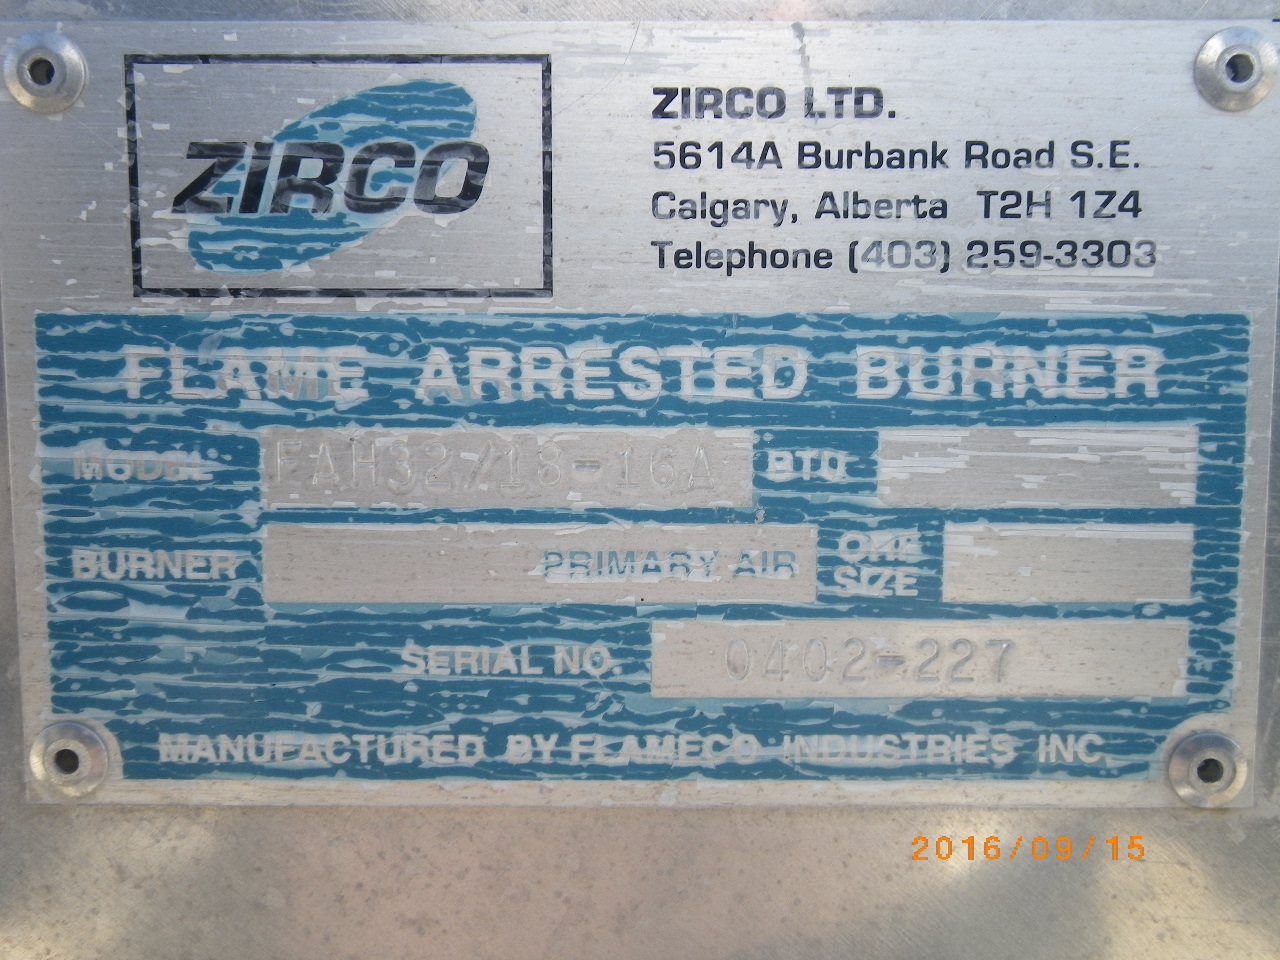 ZIRCO
ZIRCO LTD.
5614A Burbank Road S.E.
Calgary, Alberta T2H 1Z4
Telephone (403) 259-3303
FLAME ARRESTED BURNER
MODEL FAH32/18-16A BTU
BURNER PRIMARY AIR ONE SIZE
SERIAL NO. 0402-227
MANUFACTURED BY FLAMECO INDUSTRIES INC.
2016/09/15